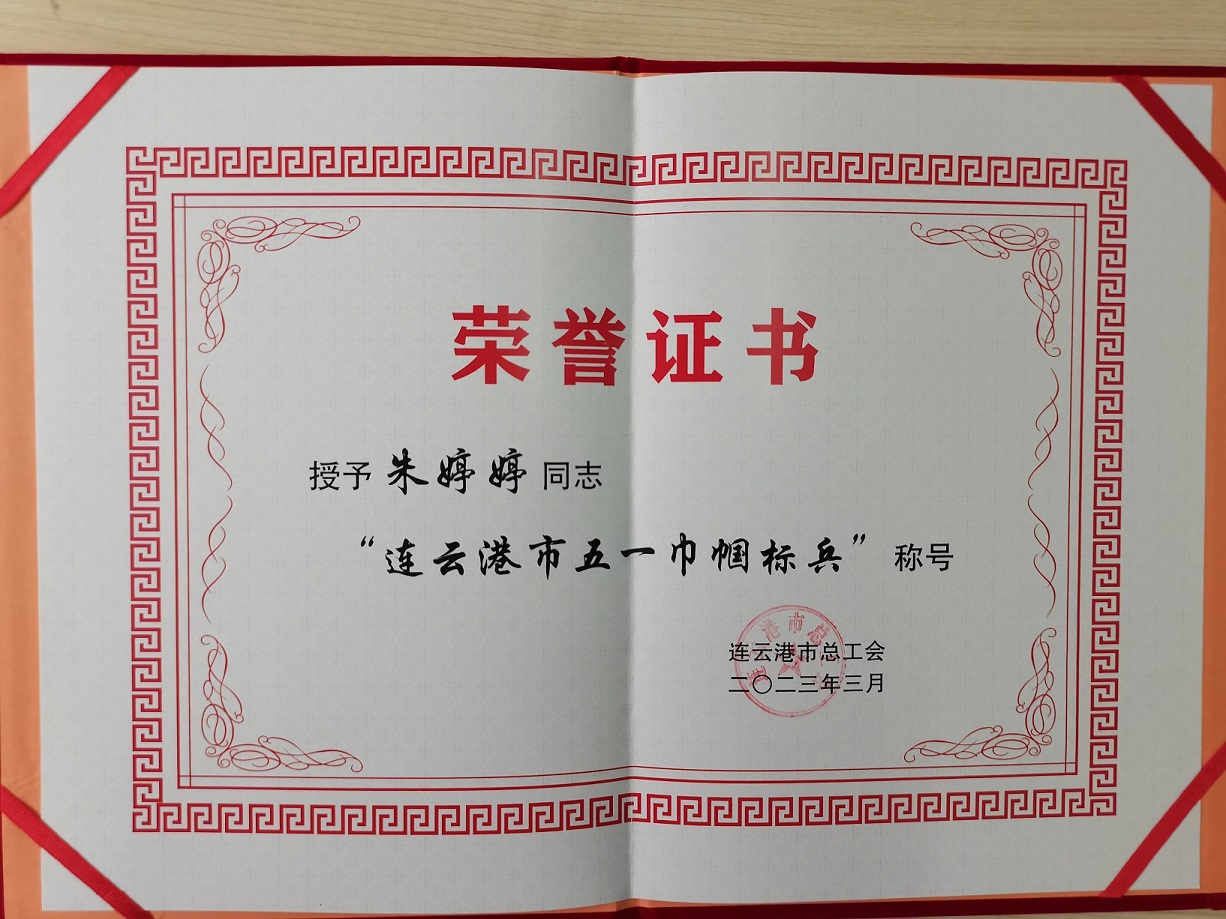 荣誉证书
授予 朱婷婷 同志
“连云港市五一巾帼标兵” 称号
连云港市总工会
二〇二三年三月